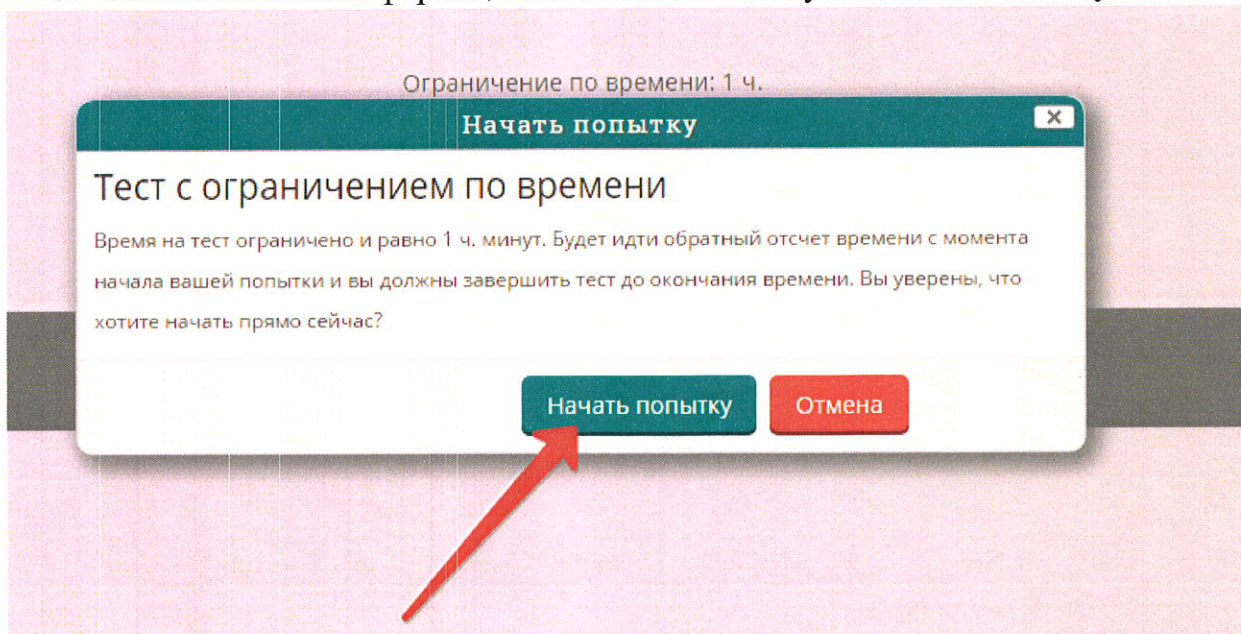 Ограничение по времени: 1 ч.
Начать попытку
Тест с ограничением по времени
Время на тест ограничено и равно 1 ч. минут. Будет идти обратный отсчет времени с момента
начала вашей попытки и вы должны завершить тест до окончания времени. Вы уверены, что
хотите начать прямо сейчас?
Начать попытку
Отмена